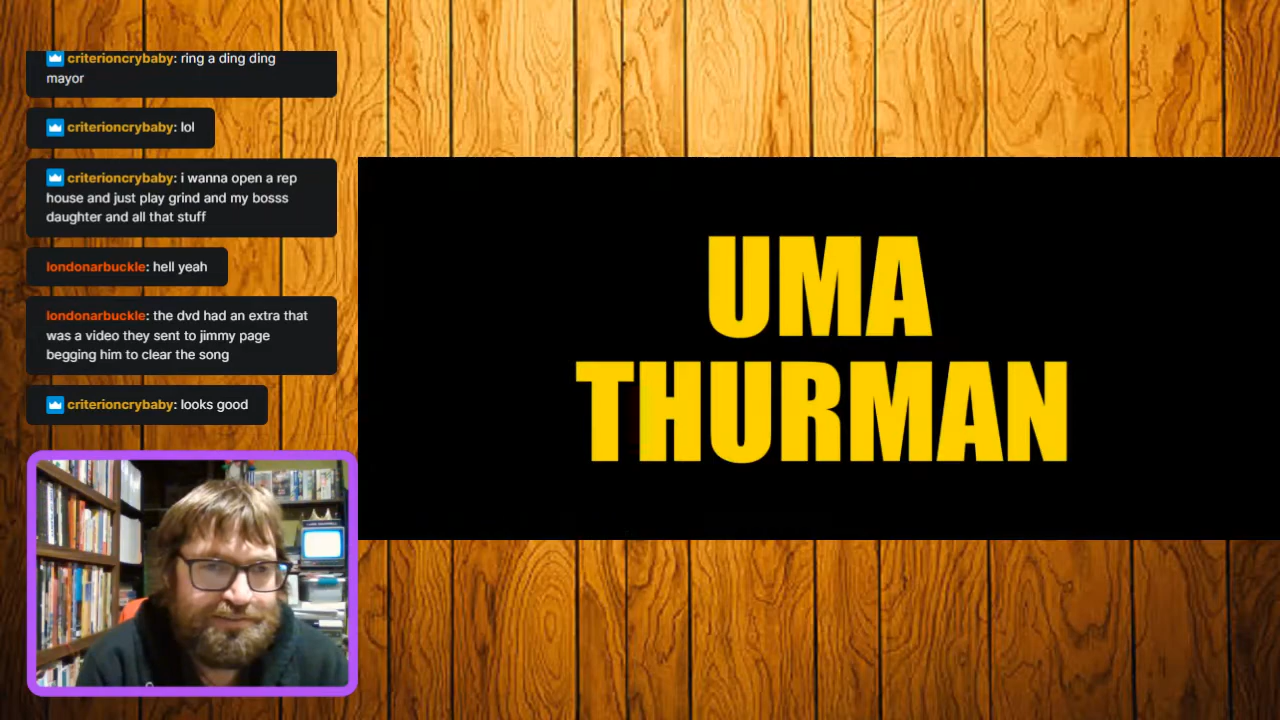 criterioncrybaby: ring a ding ding
mayor
criterioncrybaby: lol
criterioncrybaby: i wanna open a rep
house and just play grind and my bosss
daughter and all that stuff
londonarbuckle: hell yeah
londonarbuckle: the dvd had an extra that
was a video they sent to jimmy page
begging him to clear the song
criterioncrybaby: looks good
UMA
THURMAN